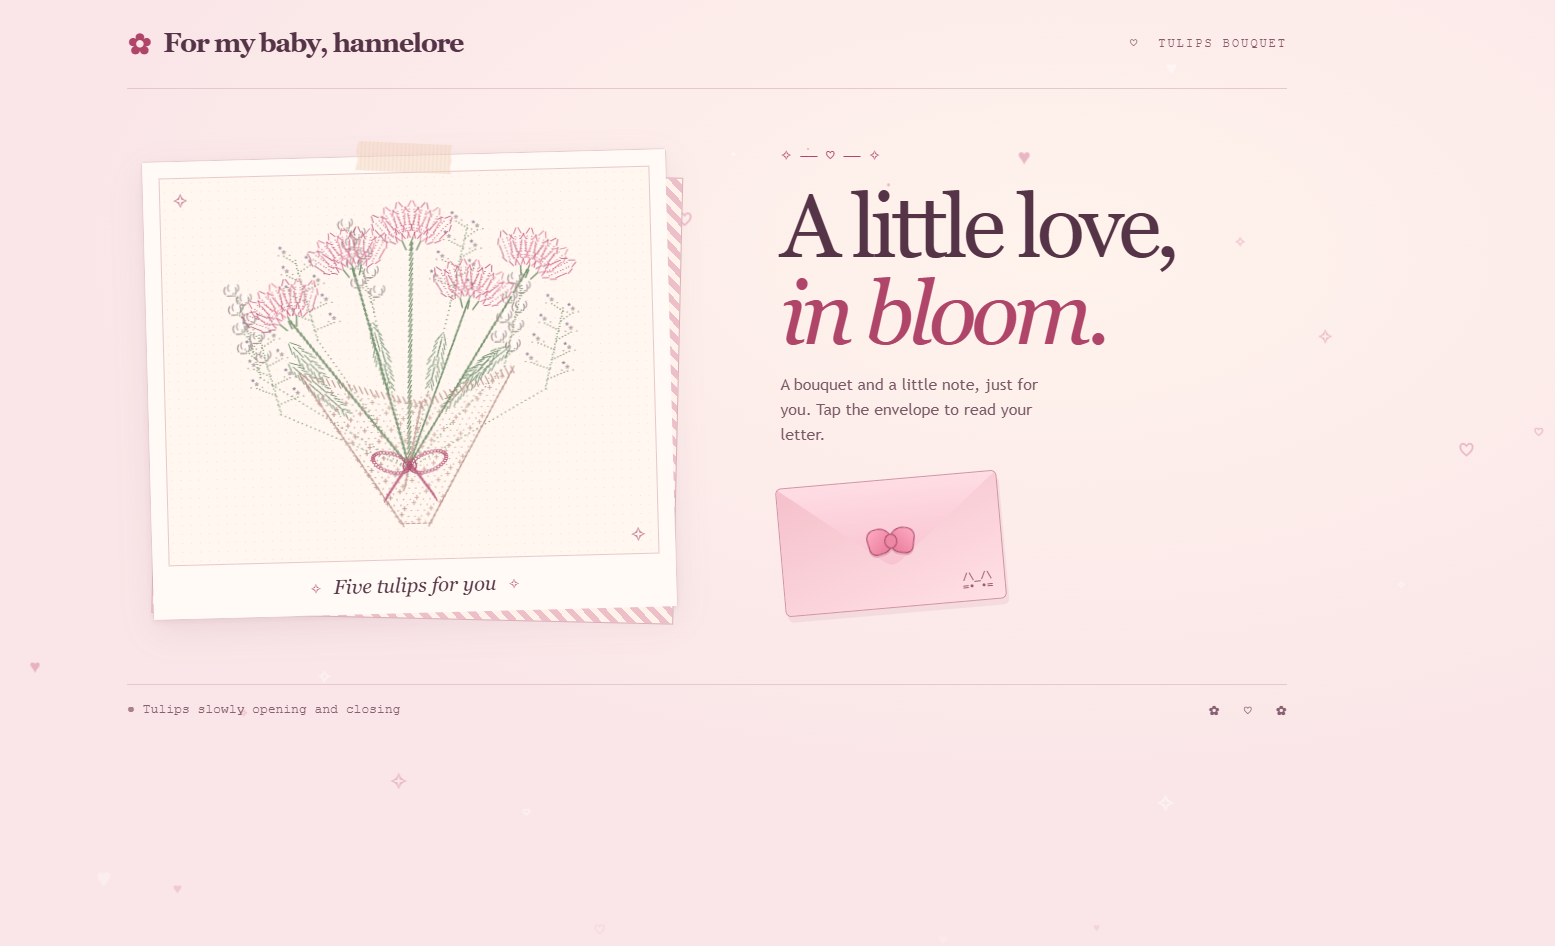 For my baby, hannelore
TULIPS BOUQUET
A little love,
in bloom.
A bouquet and a little note, just for
you. Tap the envelope to read your
letter.
/\_/\
=• •=
Five tulips for you
Tulips slowly opening and closing